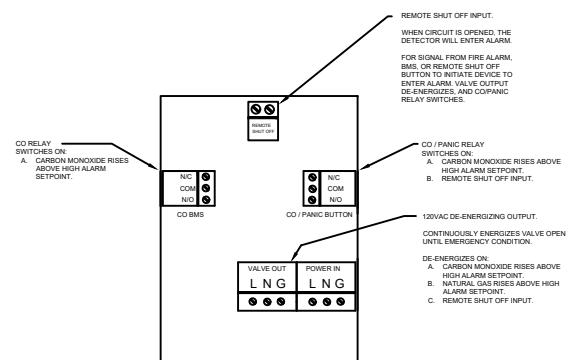 REMOTE SHUT OFF INPUT.
WHEN CIRCUIT IS OPENED, THE
DETECTOR WILL ENTER ALARM.
FOR SIGNAL FROM FIRE ALARM,
BMS, OR REMOTE SHUT OFF
BUTTON TO INITIATE DEVICE TO
ENTER ALARM. VALVE OUTPUT
DE-ENERGIZES, AND CO/PANIC
RELAY SWITCHES.
REMOTE
SHUT OFF
CO RELAY
SWITCHES ON:
A. CARBON MONOXIDE RISES
ABOVE HIGH ALARM
SETPOINT.
N/C
COM
N/O
CO BMS
N/C
COM
N/O
CO / PANIC BUTTON
CO / PANIC RELAY
SWITCHES ON:
A. CARBON MONOXIDE RISES ABOVE
HIGH ALARM SETPOINT.
B. REMOTE SHUT OFF INPUT.
120VAC DE-ENERGIZING OUTPUT.
CONTINUOUSLY ENERGIZES VALVE OPEN
UNTIL EMERGENCY CONDITION.
DE-ENERGIZES ON:
A. CARBON MONOXIDE RISES ABOVE
HIGH ALARM SETPOINT.
B. NATURAL GAS RISES ABOVE HIGH
ALARM SETPOINT.
C. REMOTE SHUT OFF INPUT.
VALVE OUT
L N G
POWER IN
L N G